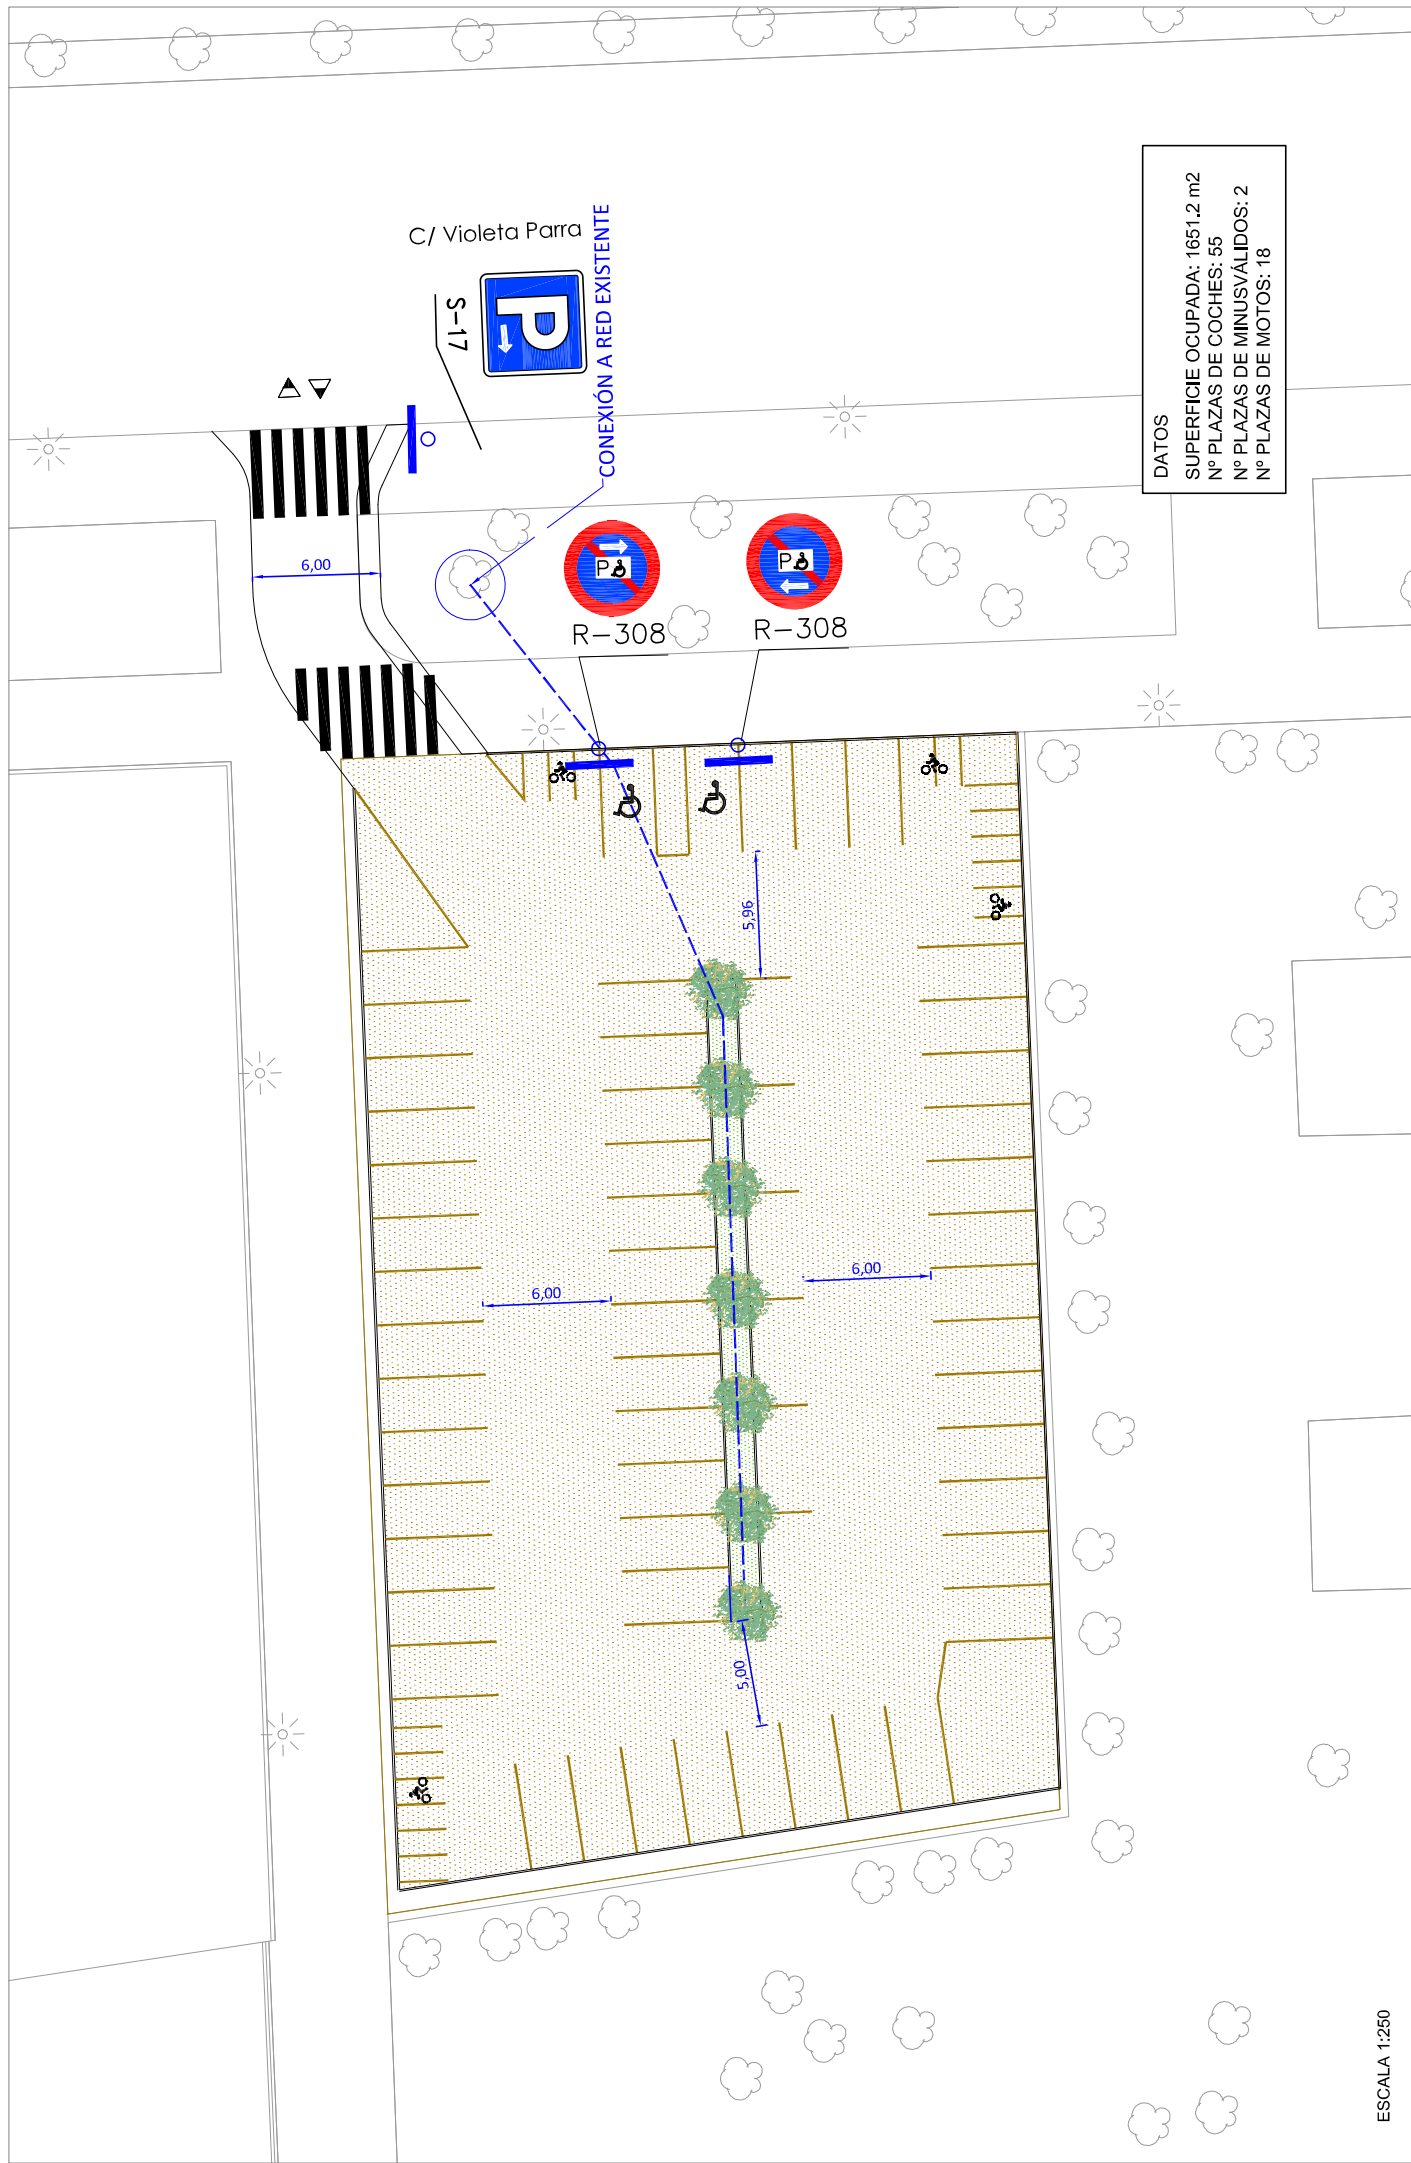 C/ Violeta Parra
S-17
P
CONEXIÓN A RED EXISTENTE
DATOS
SUPERFICIE OCUPADA: 1651.2 m2
Nº PLAZAS DE COCHES: 55
Nº PLAZAS DE MINUSVÁLIDOS: 2
Nº PLAZAS DE MOTOS: 18
6,00
P
P
R-308
R-308
5,96
6,00
6,00
5,00
ESCALA 1:250